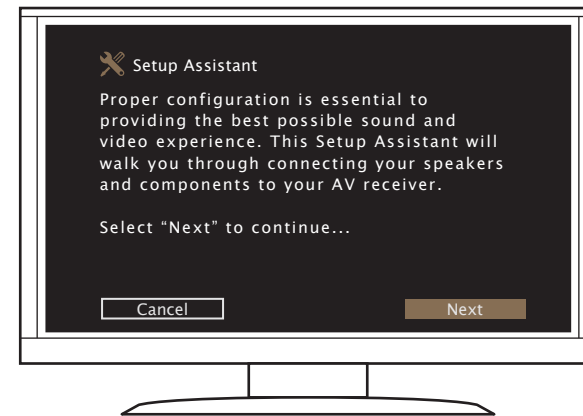 Setup Assistant
Proper configuration is essential to
providing the best possible sound and
video experience. This Setup Assistant will
walk you through connecting your speakers
and components to your AV receiver.
Select “Next” to continue...
Cancel
Next